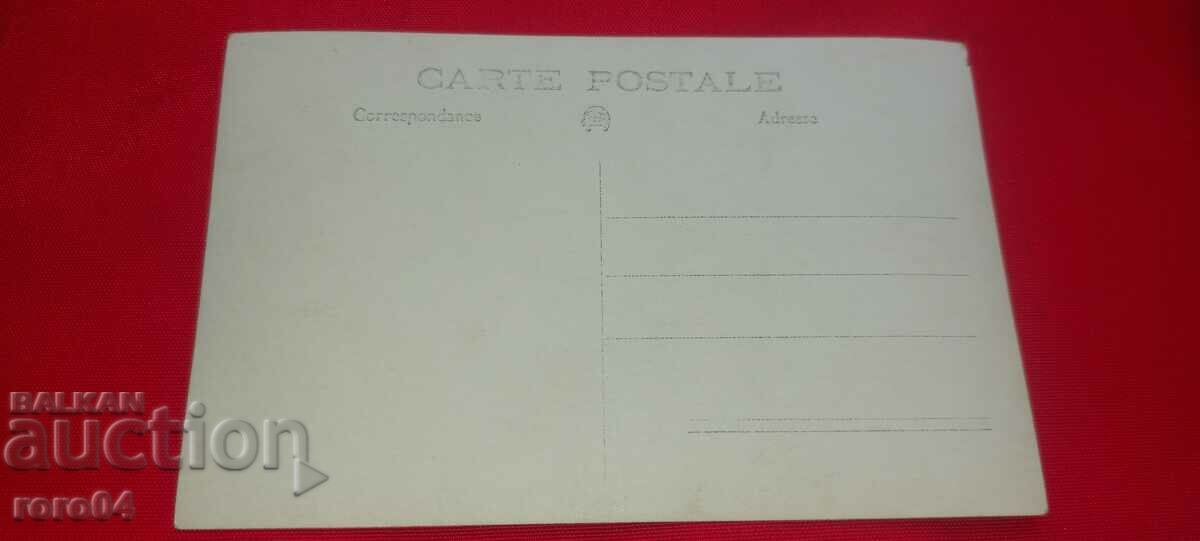 CARTE POSTALE
Correspondance Adresse
BALKAN
auction
roro04